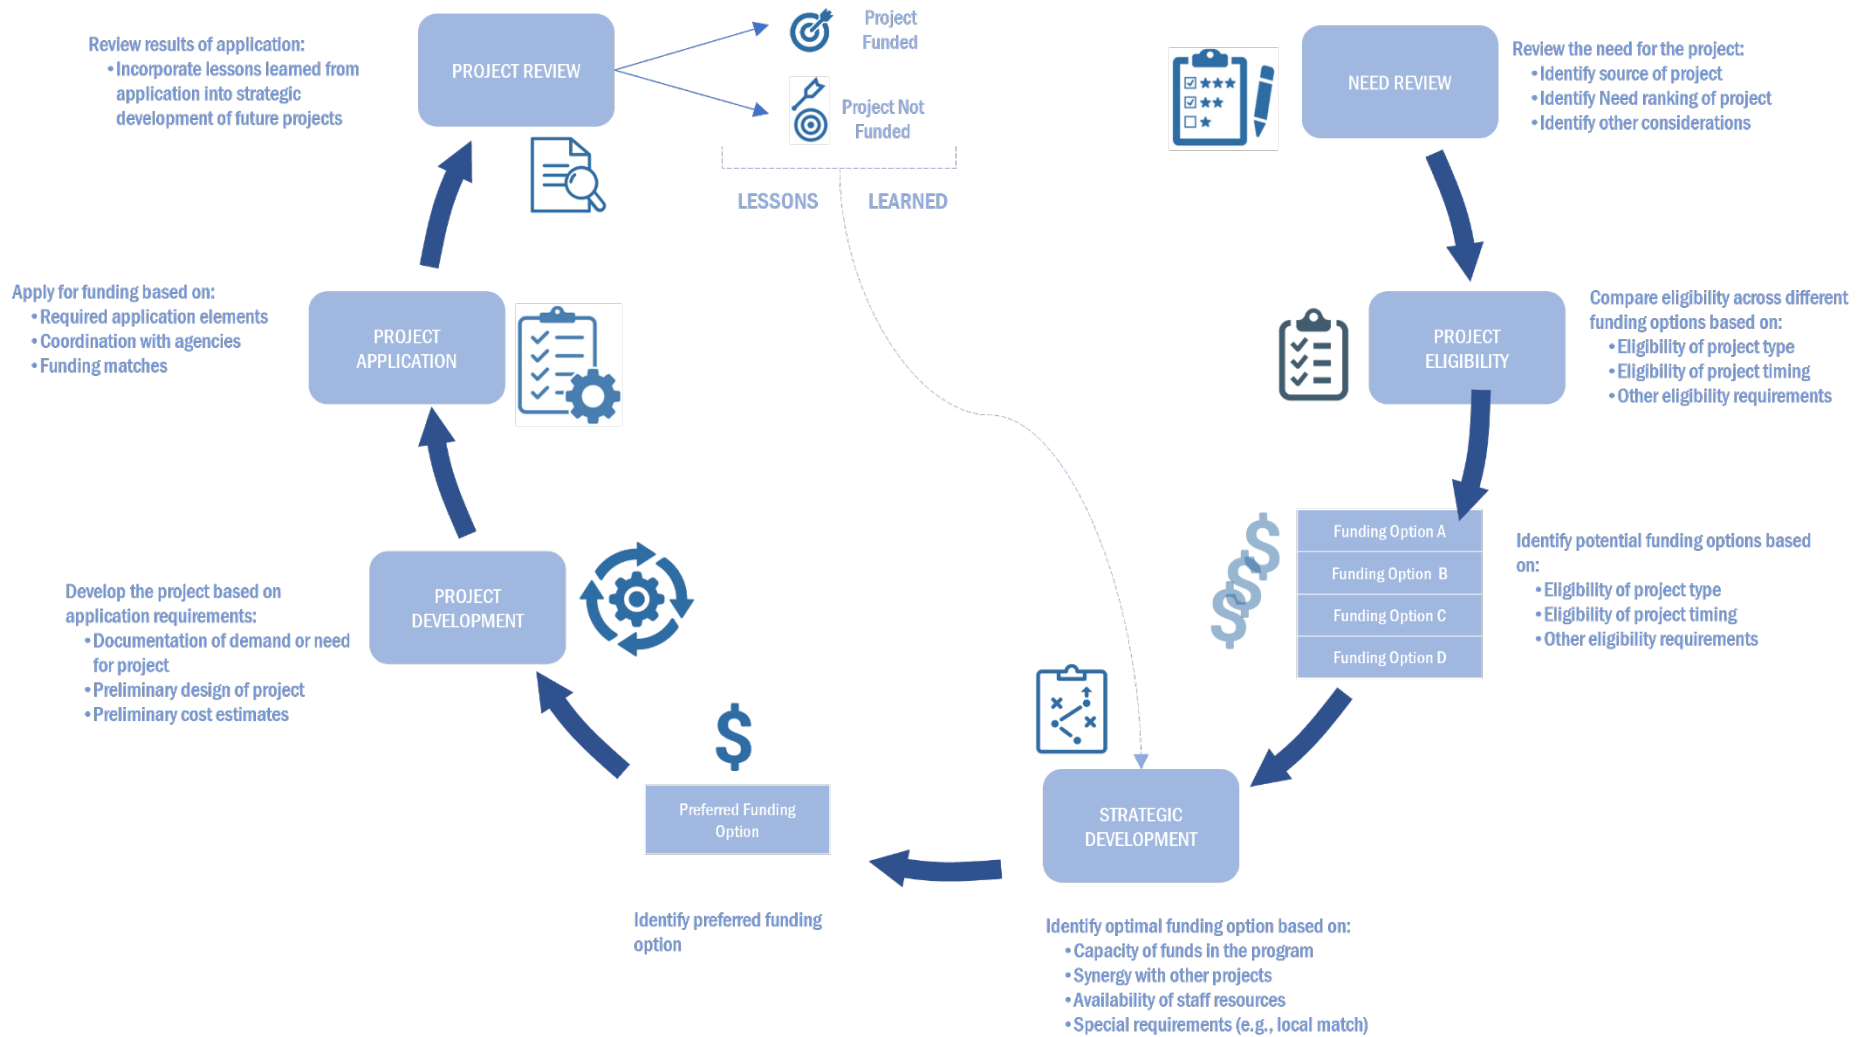 NEED REVIEW
Review the need for the project:
•Identify source of project
•Identify Need ranking of project
•Identify other considerations
PROJECT
ELIGIBILITY
Compare eligibility across different
funding options based on:
•Eligibility of project type
•Eligibility of project timing
•Other eligibility requirements
Funding Option A
Funding Option B
Funding Option C
Funding Option D
Identify potential funding options based
on:
•Eligibility of project type
•Eligibility of project timing
•Other eligibility requirements
STRATEGIC
DEVELOPMENT
Identify optimal funding option based on:
•Capacity of funds in the program
•Synergy with other projects
•Availability of staff resources
•Special requirements (e.g., local match)
Preferred Funding
Option
Identify preferred funding
option
PROJECT
DEVELOPMENT
Develop the project based on
application requirements:
•Documentation of demand or need
for project
•Preliminary design of project
•Preliminary cost estimates
PROJECT
APPLICATION
Apply for funding based on:
•Required application elements
•Coordination with agencies
•Funding matches
PROJECT REVIEW
Review results of application:
•Incorporate lessons learned from
application into strategic
development of future projects
Project
Funded
Project Not
Funded
LESSONS LEARNED